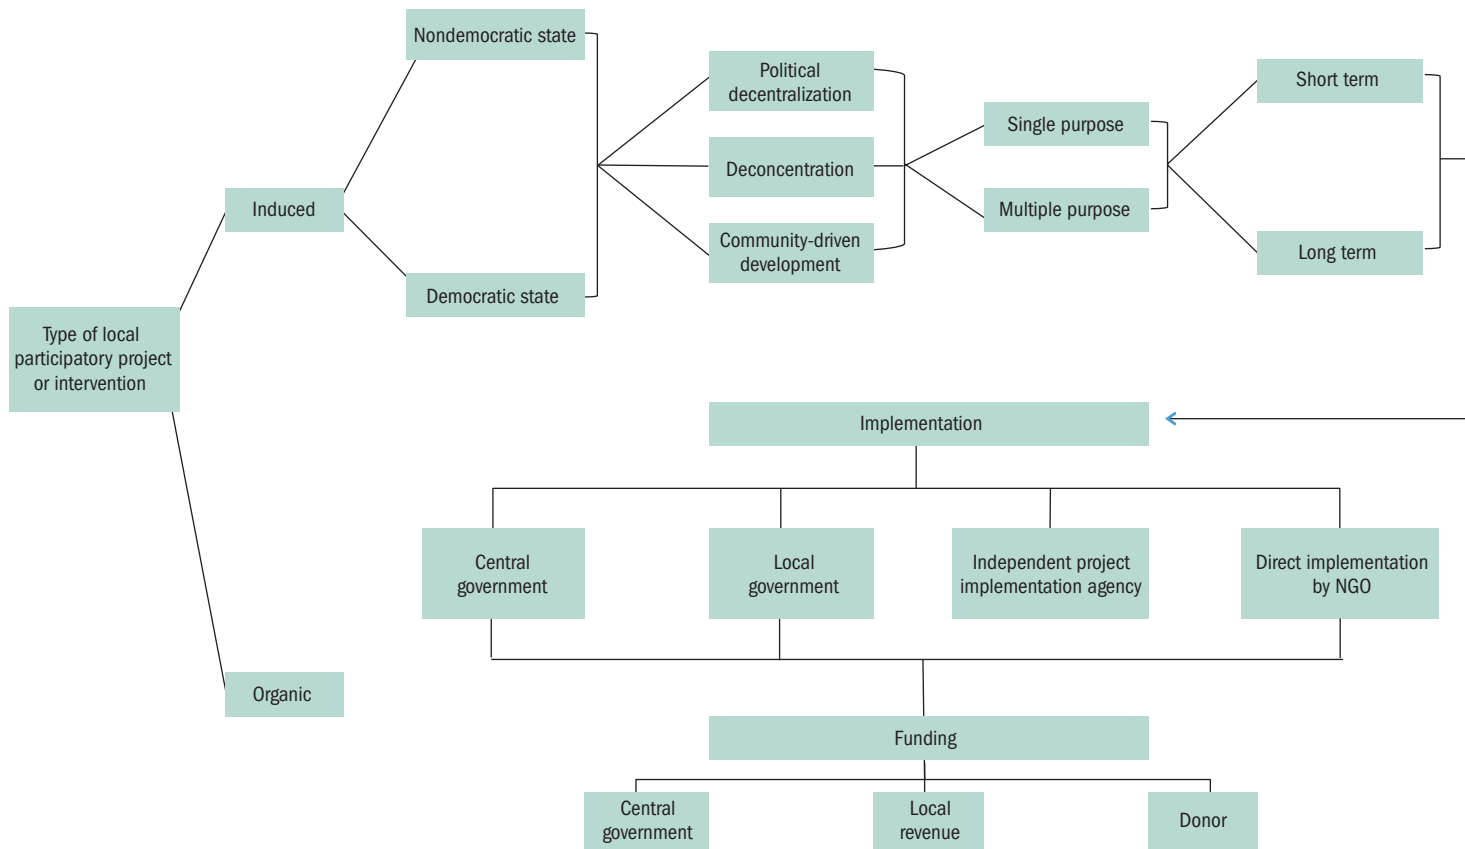 Nondemocratic state
Political
decentralization
Short term
Single purpose
Deconcentration
Induced
Multiple purpose
Community-driven
development
Long term
Democratic state
Type of local
participatory project
or intervention
Implementation
Central
government
Local
government
Independent project
implementation agency
Direct implementation
by NGO
Organic
Funding
Central
government
Local
revenue
Donor